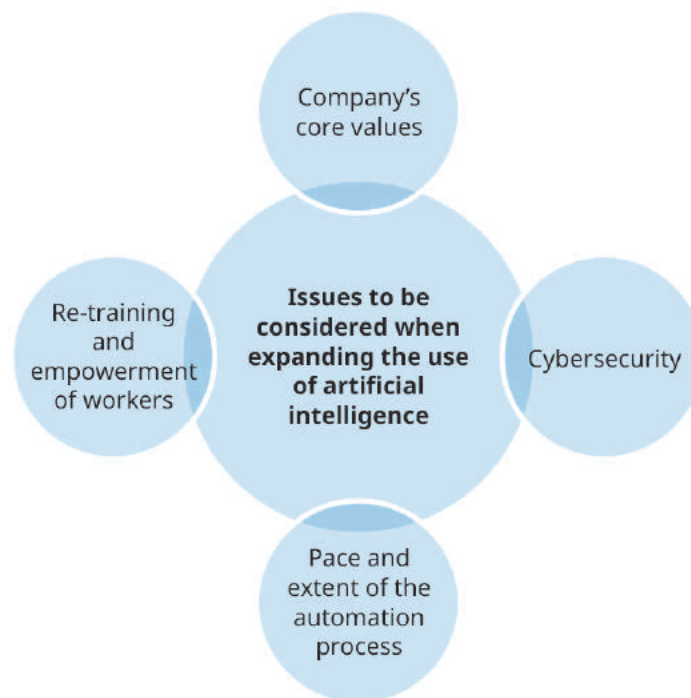 Company's
core values
Re-training
and
empowerment
of workers
Issues to be
considered when
expanding the use
of artificial
intelligence
Cybersecurity
Pace and
extent of the
automation
process